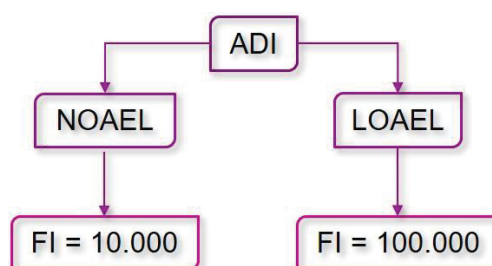 ADI
NOAEL
LOAEL
FI = 10.000
FI = 100.000